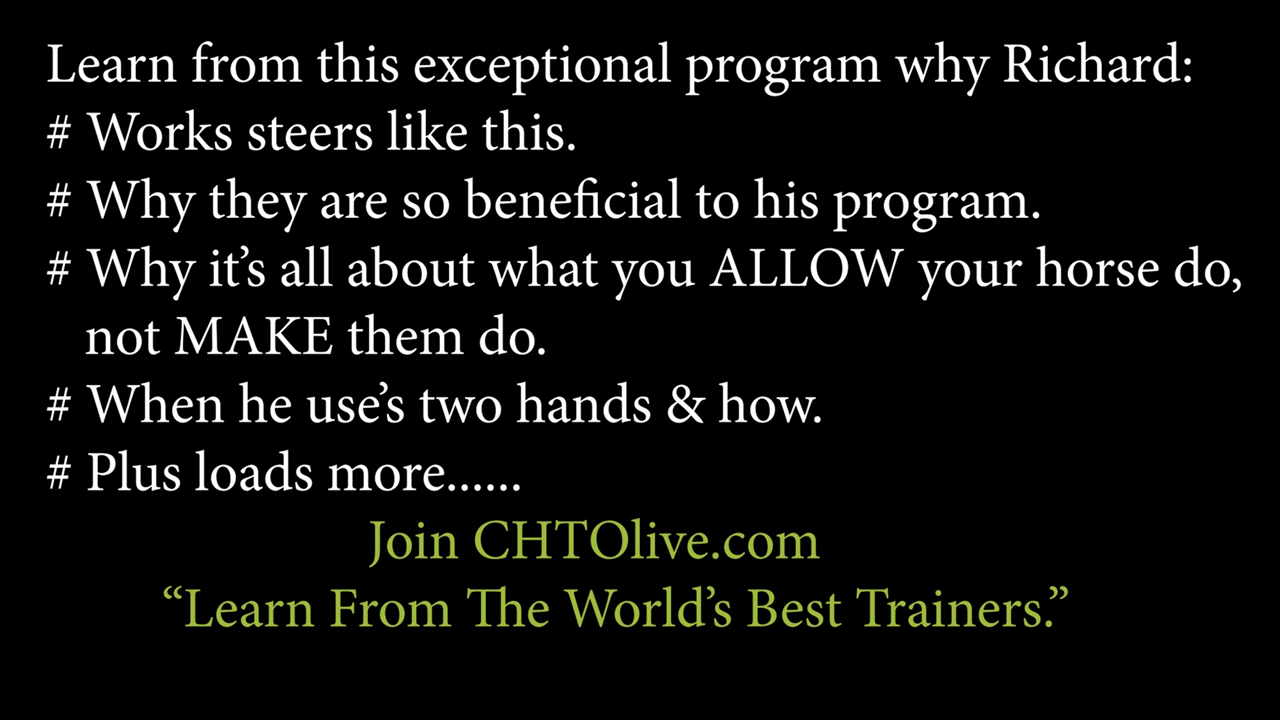 Learn from this exceptional program why Richard:
# Works steers like this.
# Why they are so beneficial to his program.
# Why it’s all about what you ALLOW your horse do,
not MAKE them do.
# When he use’s two hands & how.
# Plus loads more......
Join CHTOlive.com
“Learn From The World’s Best Trainers.”